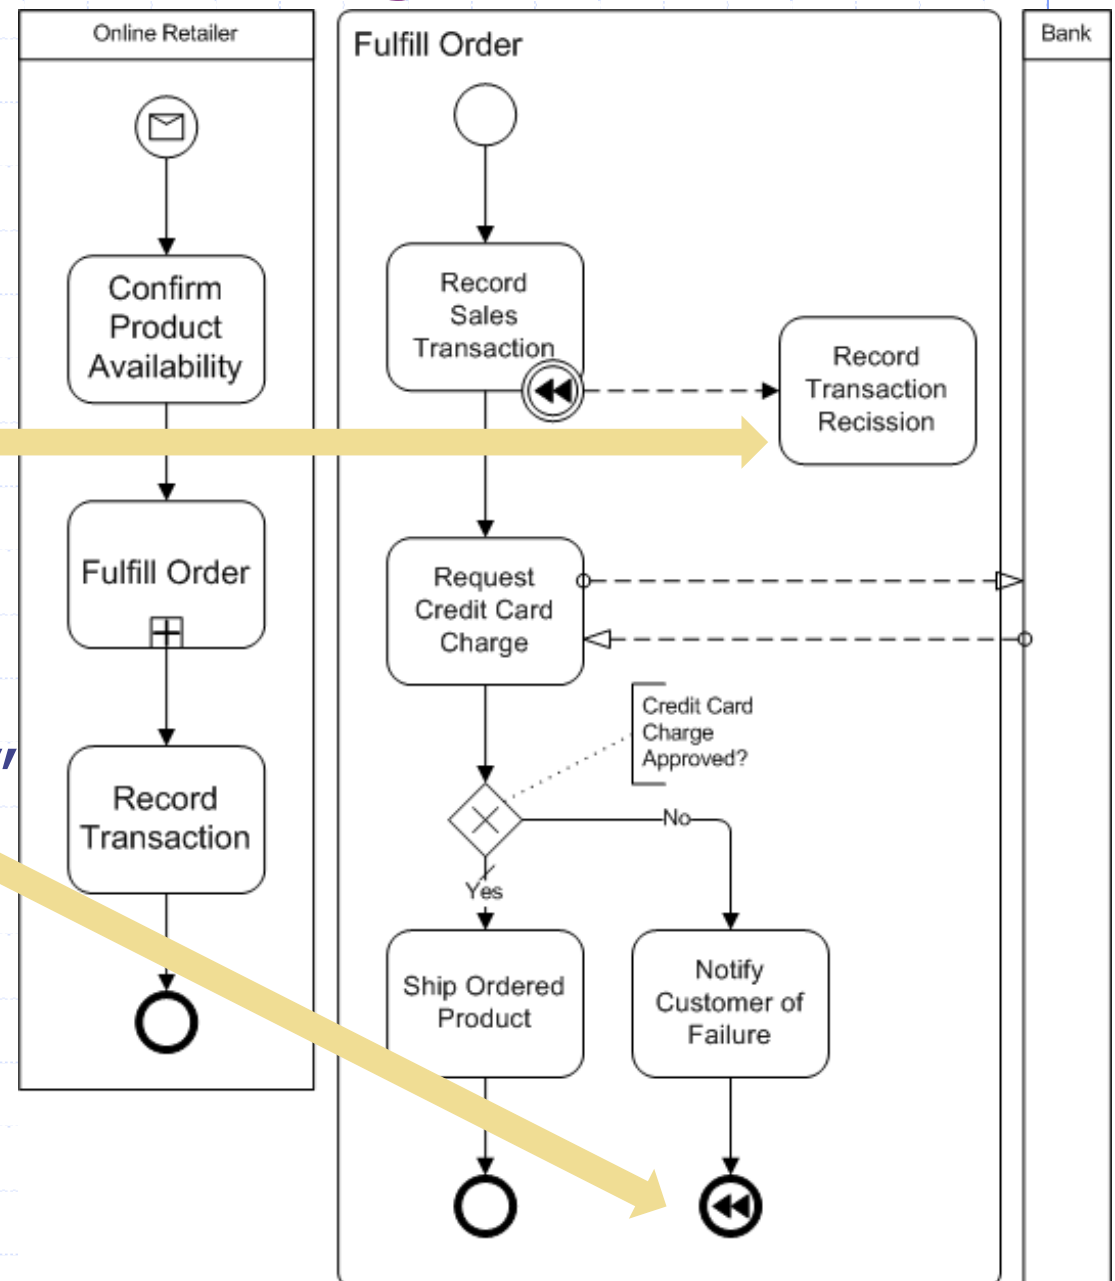 Online Retailer
Fulfill Order
Bank
Confirm
Product
Availability
Record
Sales
Transaction
Record
Transaction
Recission
Fulfill Order
Request
Credit Card
Charge
Credit Card
Charge
Approved?
Record
Transaction
No
Yes
Ship Ordered
Product
Notify
Customer of
Failure